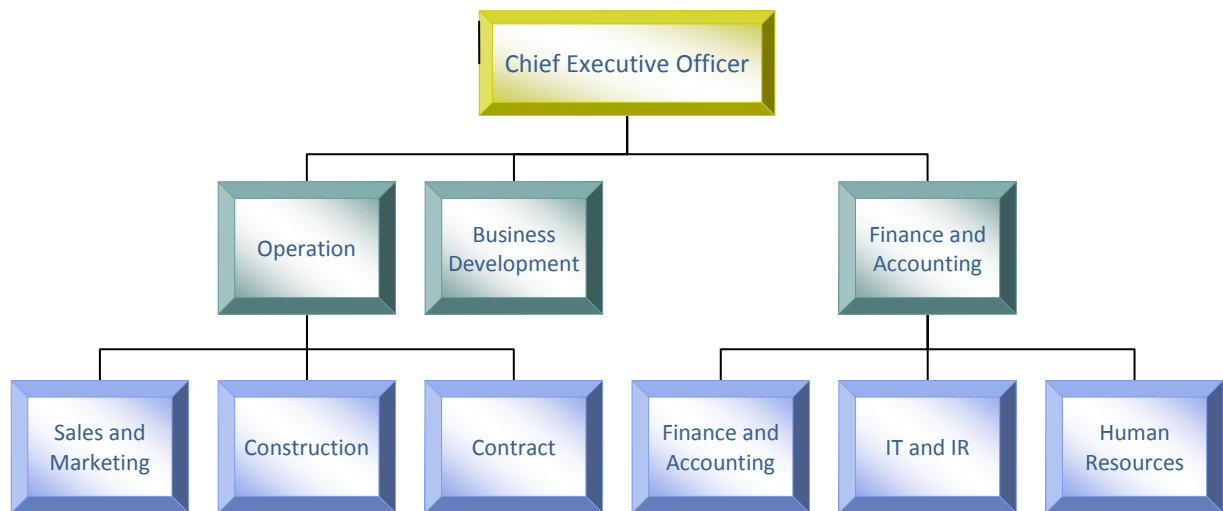 Chief Executive Officer
Operation
Business
Development
Finance and
Accounting
Sales and
Marketing
Construction
Contract
Finance and
Accounting
IT and IR
Human
Resources